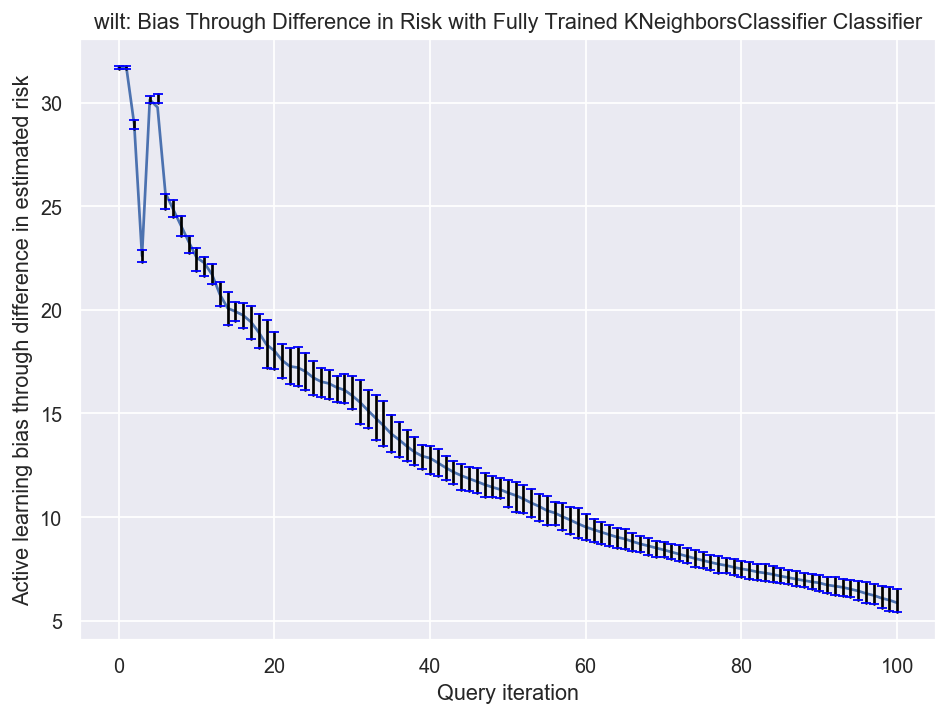 wilt: Bias Through Difference in Risk with Fully Trained KNeighborsClassifier Classifier
Active learning bias through difference in estimated risk
30
25
20
15
10
5
0 20 40 60 80 100
Query iteration